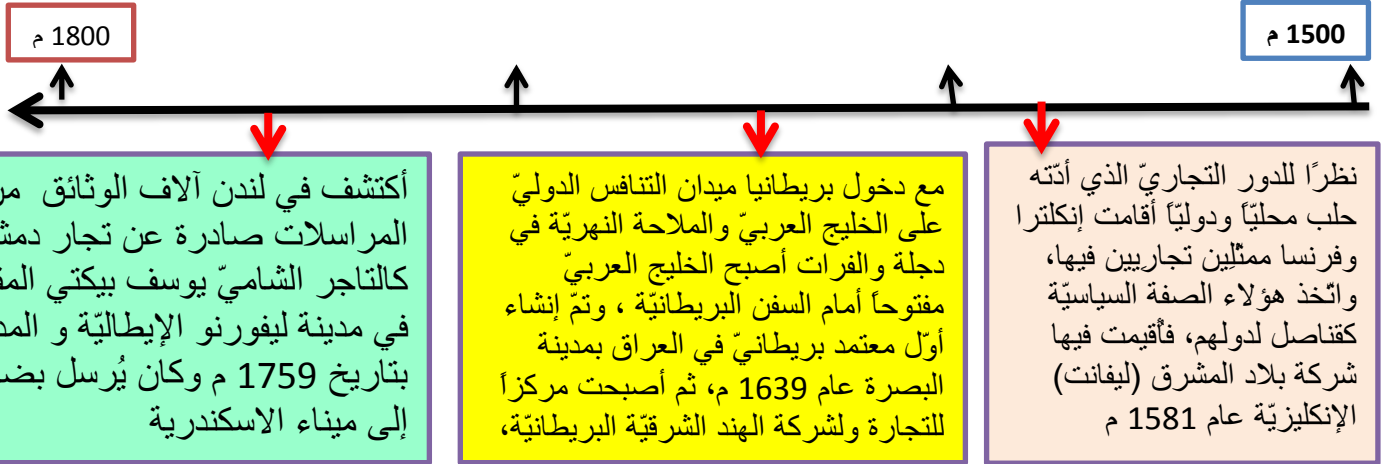 1500 م
1800 م
نظرًا للدور التجاريّ الذي أدّته
حلب محليّاً ودوليّاً أقامت إنكلترا
وفرنسا ممثّلِين تجارِيين فيها،
واتّخذ هؤلاء الصفة السياسيّة
كقناصل لدولهم، فأُقيمت فيها
شركة بلاد المشرق (ليفانت)
الإنكليزيّة عام 1581 م
مع دخول بريطانيا ميدان التنافس الدوليّ
على الخليج العربيّ والملاحة النهريّة في
دجلة والفرات أصبح الخليج العربيّ
مفتوحاً أمام السفن البريطانيّة ، وتمّ إنشاء
أوّل معتمد بريطانيّ في العراق بمدينة
البصرة عام 1639 م، ثم أصبحت مركزاً
للتجارة ولشركة الهند الشرقيّة البريطانيّة،
أكتشف في لندن آلاف الوثائق
المراسلات صادرة عن تجار
كالتاجر الشاميّ يوسف بيكتي
في مدينة ليفورنو الإيطاليّة و
بتاريخ 1759 م وكان يُرسل
إلى ميناء الاسكندرية